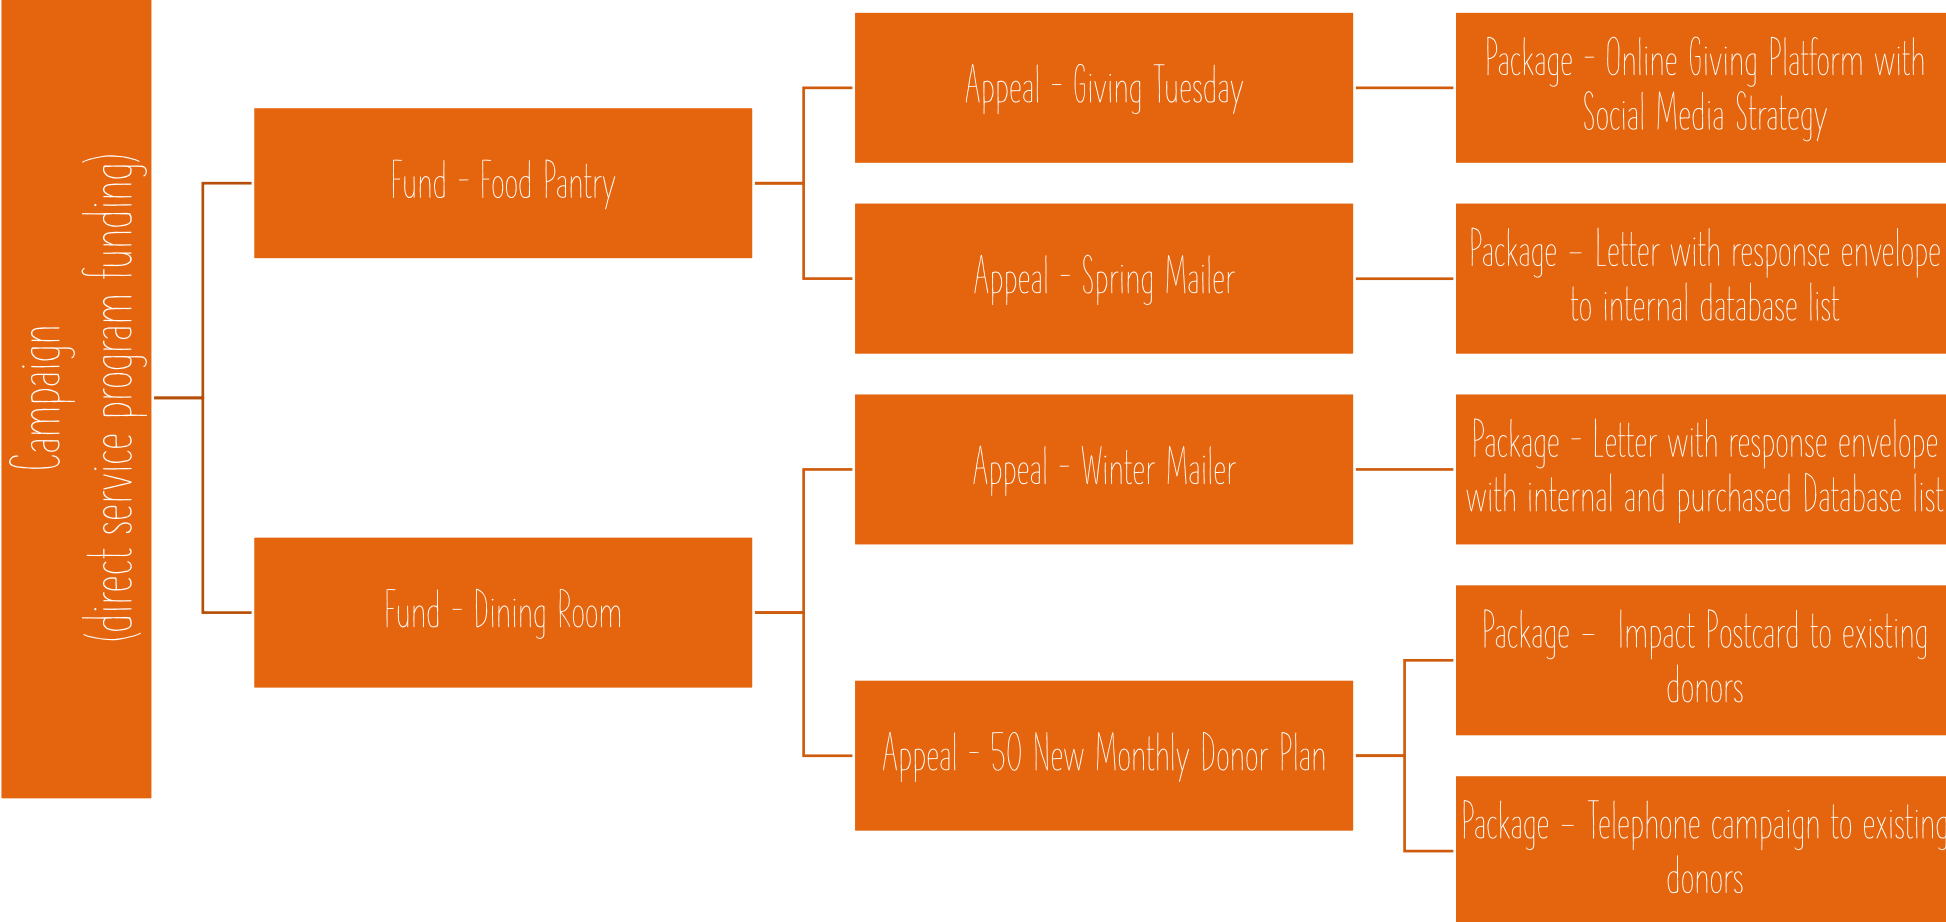 Campaign
(direct service program funding)
Fund - Food Pantry
Appeal - Giving Tuesday
Package - Online Giving Platform with
Social Media Strategy
Appeal - Spring Mailer
Package – Letter with response envelope
to internal database list
Fund - Dining Room
Appeal - Winter Mailer
Package - Letter with response envelope
with internal and purchased Database list
Appeal - 50 New Monthly Donor Plan
Package –  Impact Postcard to existing
donors
Package – Telephone campaign to existing
donors